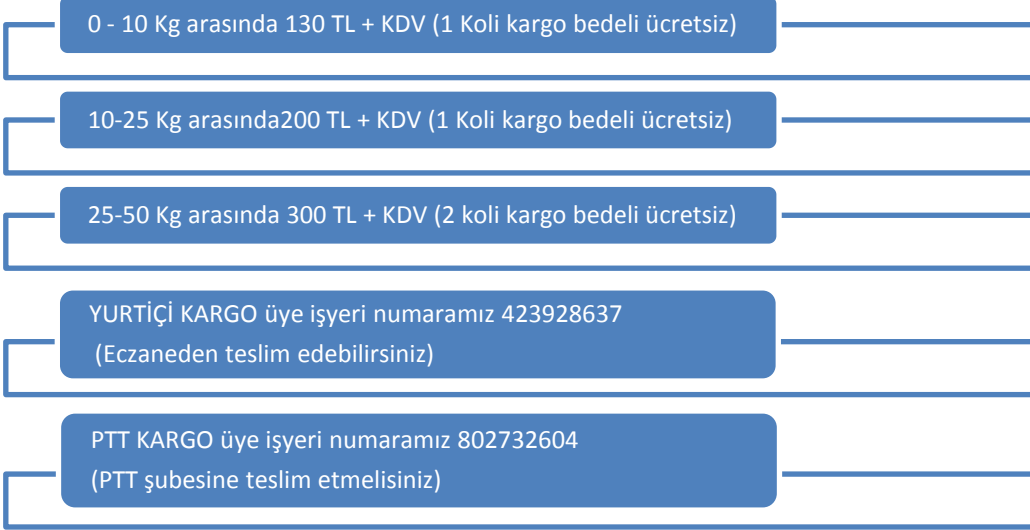 0 - 10 Kg arasında 130 TL + KDV (1 Koli kargo bedeli ücretsiz)
10-25 Kg arasında200 TL + KDV (1 Koli kargo bedeli ücretsiz)
25-50 Kg arasında 300 TL + KDV (2 koli kargo bedeli ücretsiz)
YURTİÇİ KARGO üye işyeri numaramız 423928637
(Eczaneden teslim edebilirsiniz)
PTT KARGO üye işyeri numaramız 802732604
(PTT şubesine teslim etmelisiniz)